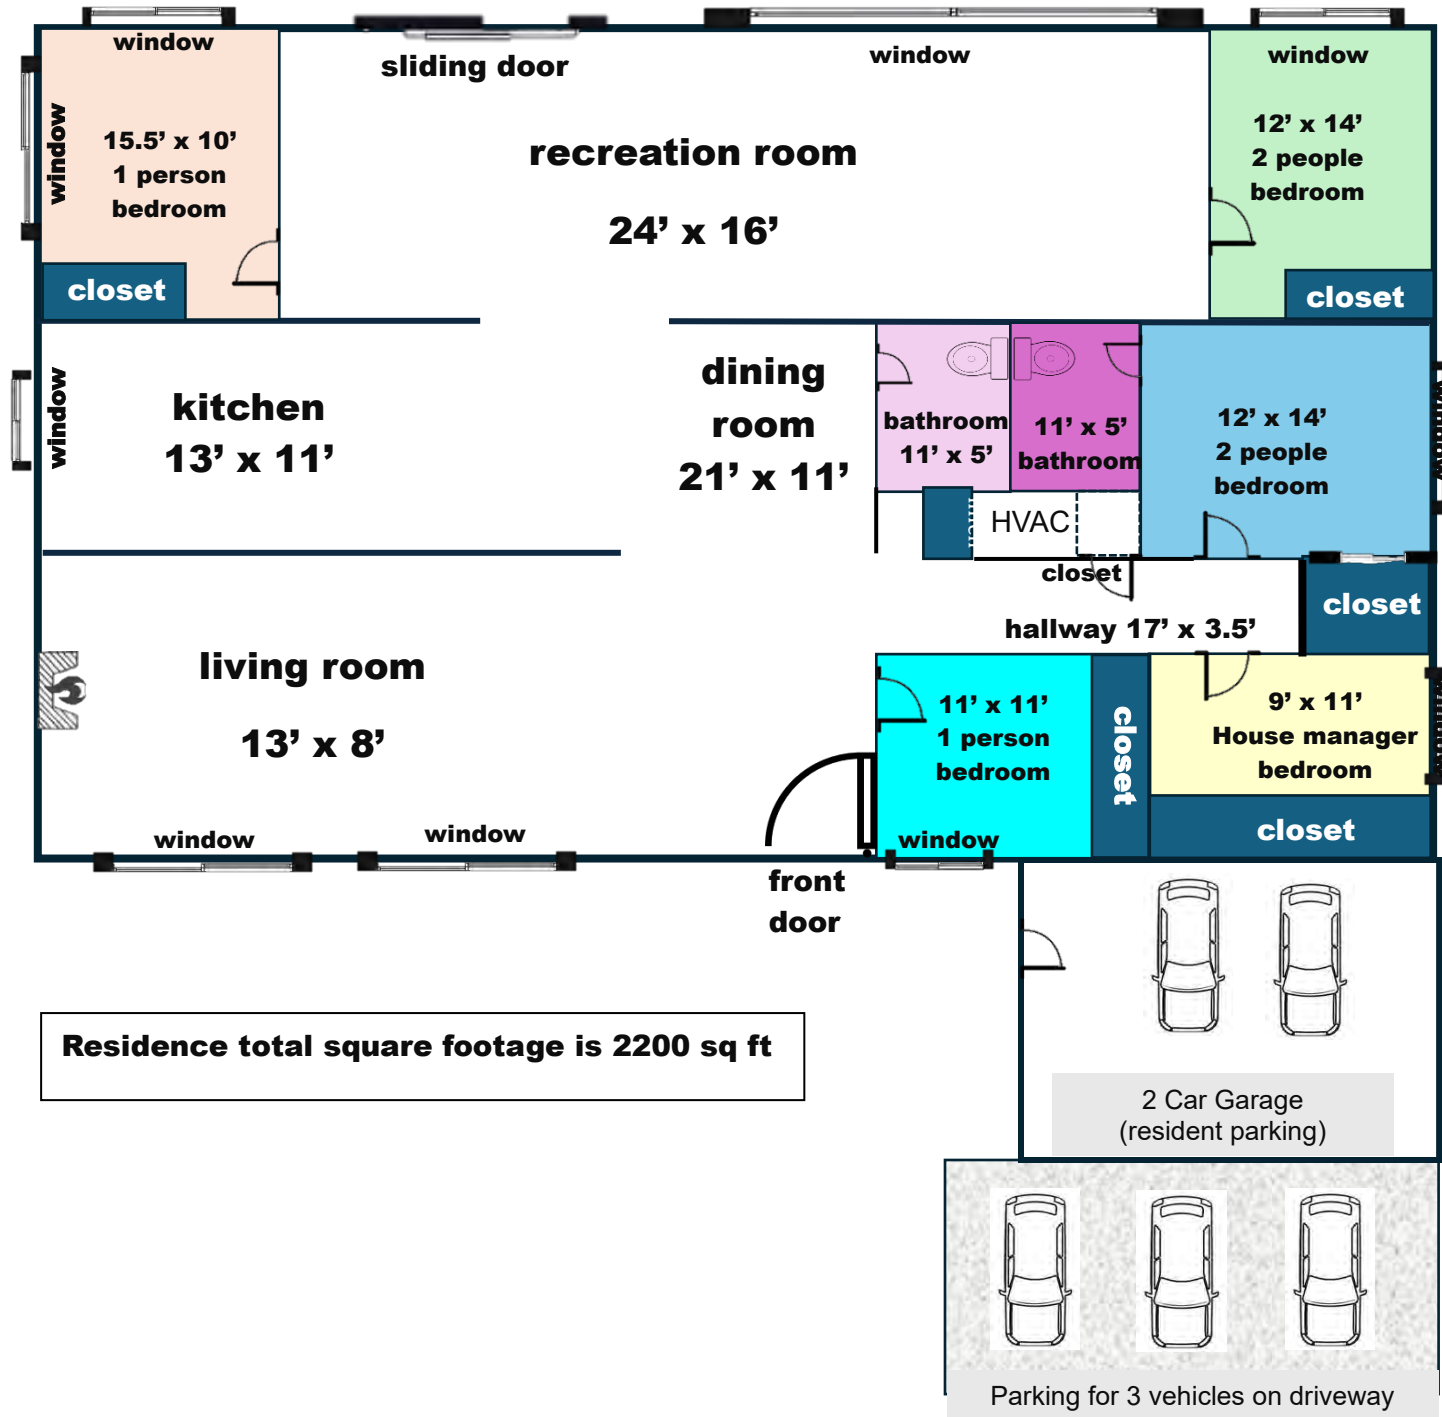 window
sliding door
window
window
window
15.5’ x 10’
1 person
bedroom
recreation room
24’ x 16’
12’ x 14’
2 people
bedroom
closet
closet
window
kitchen
13’ x 11’
dining
room
21’ x 11’
bathroom
11’ x 5’
11’ x 5’
bathroom
12’ x 14’
2 people
bedroom
window
HVAC
closet
closet
hallway 17’ x 3.5’
living room
13’ x 8’
11’ x 11’
1 person
bedroom
closet
9’ x 11’
House manager
bedroom
closet
window
window
window
front
door
Residence total square footage is 2200 sq ft
2 Car Garage
(resident parking)
Parking for 3 vehicles on driveway